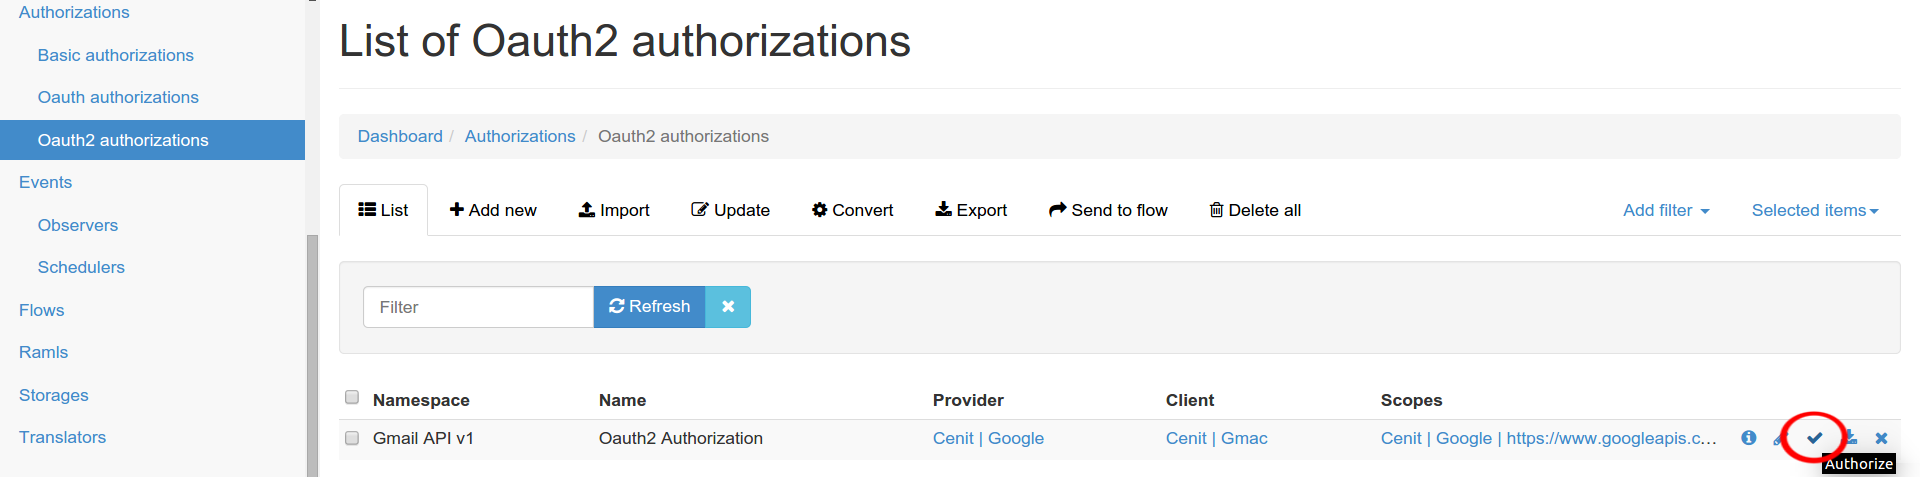 Authorizations
Basic authorizations
Oauth authorizations
Oauth2 authorizations
Events
Observers
Schedulers
Flows
Ramls
Storages
Translators
List of Oauth2 authorizations
Dashboard / Authorizations / Oauth2 authorizations
List Add new Import Update Convert Export Send to flow Delete all Add filter Selected items
Filter Refresh
Namespace Name Provider Client Scopes
Gmail API v1 Oauth2 Authorization Cenit | Google Cenit | Gmac Cenit | Google | https://www.googleapis.c...
Authorize